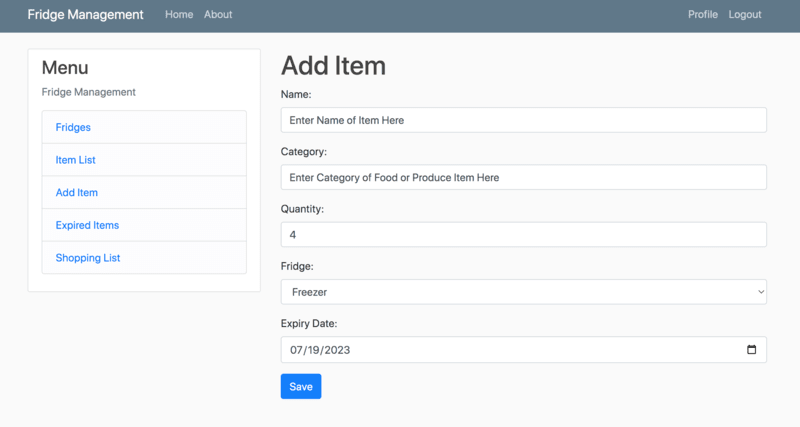 Fridge Management Home About Profile Logout
Menu
Fridge Management
Fridges
Item List
Add Item
Expired Items
Shopping List
Add Item
Name:
Enter Name of Item Here
Category:
Enter Category of Food or Produce Item Here
Quantity:
4
Fridge:
Freezer
Expiry Date:
07/19/2023
Save